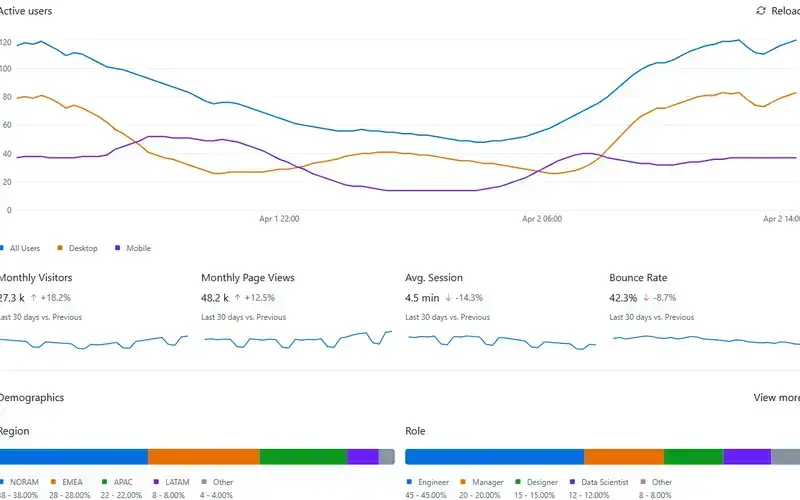 Active users
Reload
120
100
80
60
40
20
0
Apr 1 22:00 Apr 2 06:00 Apr 2 14:00
All Users Desktop Mobile
Monthly Visitors Monthly Page Views Avg. Session Bounce Rate
27.3 k ↑ +18.2% 48.2 k ↑ +12.5% 4.5 min ↓ -14.3% 42.3% ↓ -8.7%
Last 30 days vs. Previous Last 30 days vs. Previous Last 30 days vs. Previous Last 30 days vs. Previous
Demographics View more
Region Role
NORAM EMEA APAC LATAM Other Engineer Manager Designer Data Scientist Other
38 - 38.00% 28 - 28.00% 22 - 22.00% 8 - 8.00% 4 - 4.00% 45 - 45.00% 20 - 20.00% 15 - 15.00% 12 - 12.00% 8 - 8.00%